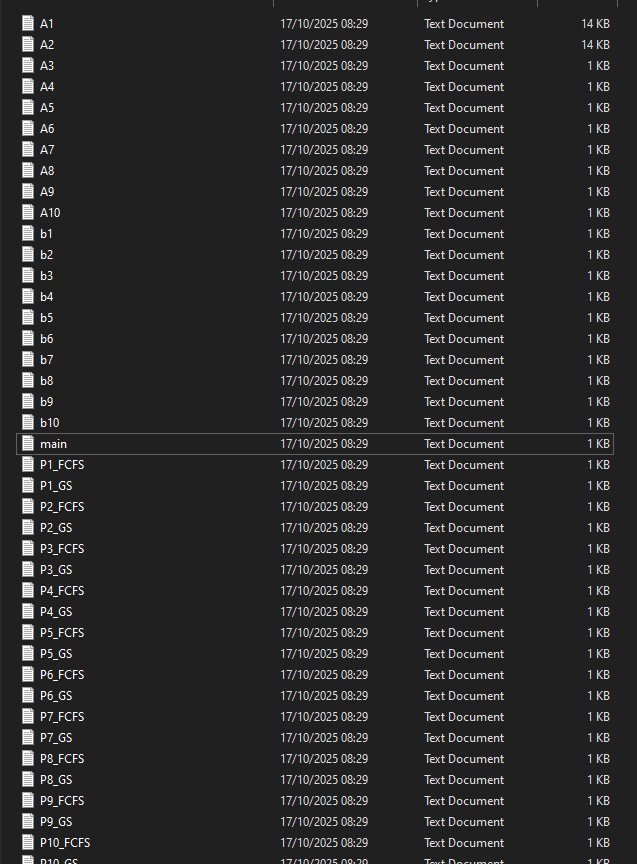 A1 17/10/2025 08:29 Text Document 14 KB
A2 17/10/2025 08:29 Text Document 14 KB
A3 17/10/2025 08:29 Text Document 1 KB
A4 17/10/2025 08:29 Text Document 1 KB
A5 17/10/2025 08:29 Text Document 1 KB
A6 17/10/2025 08:29 Text Document 1 KB
A7 17/10/2025 08:29 Text Document 1 KB
A8 17/10/2025 08:29 Text Document 1 KB
A9 17/10/2025 08:29 Text Document 1 KB
A10 17/10/2025 08:29 Text Document 1 KB
b1 17/10/2025 08:29 Text Document 1 KB
b2 17/10/2025 08:29 Text Document 1 KB
b3 17/10/2025 08:29 Text Document 1 KB
b4 17/10/2025 08:29 Text Document 1 KB
b5 17/10/2025 08:29 Text Document 1 KB
b6 17/10/2025 08:29 Text Document 1 KB
b7 17/10/2025 08:29 Text Document 1 KB
b8 17/10/2025 08:29 Text Document 1 KB
b9 17/10/2025 08:29 Text Document 1 KB
b10 17/10/2025 08:29 Text Document 1 KB
main 17/10/2025 08:29 Text Document 1 KB
P1_FCFS 17/10/2025 08:29 Text Document 1 KB
P1_GS 17/10/2025 08:29 Text Document 1 KB
P2_FCFS 17/10/2025 08:29 Text Document 1 KB
P2_GS 17/10/2025 08:29 Text Document 1 KB
P3_FCFS 17/10/2025 08:29 Text Document 1 KB
P3_GS 17/10/2025 08:29 Text Document 1 KB
P4_FCFS 17/10/2025 08:29 Text Document 1 KB
P4_GS 17/10/2025 08:29 Text Document 1 KB
P5_FCFS 17/10/2025 08:29 Text Document 1 KB
P5_GS 17/10/2025 08:29 Text Document 1 KB
P6_FCFS 17/10/2025 08:29 Text Document 1 KB
P6_GS 17/10/2025 08:29 Text Document 1 KB
P7_FCFS 17/10/2025 08:29 Text Document 1 KB
P7_GS 17/10/2025 08:29 Text Document 1 KB
P8_FCFS 17/10/2025 08:29 Text Document 1 KB
P8_GS 17/10/2025 08:29 Text Document 1 KB
P9_FCFS 17/10/2025 08:29 Text Document 1 KB
P9_GS 17/10/2025 08:29 Text Document 1 KB
P10_FCFS 17/10/2025 08:29 Text Document 1 KB
P10_GS 17/10/2025 08:29 Text Document 1 KB